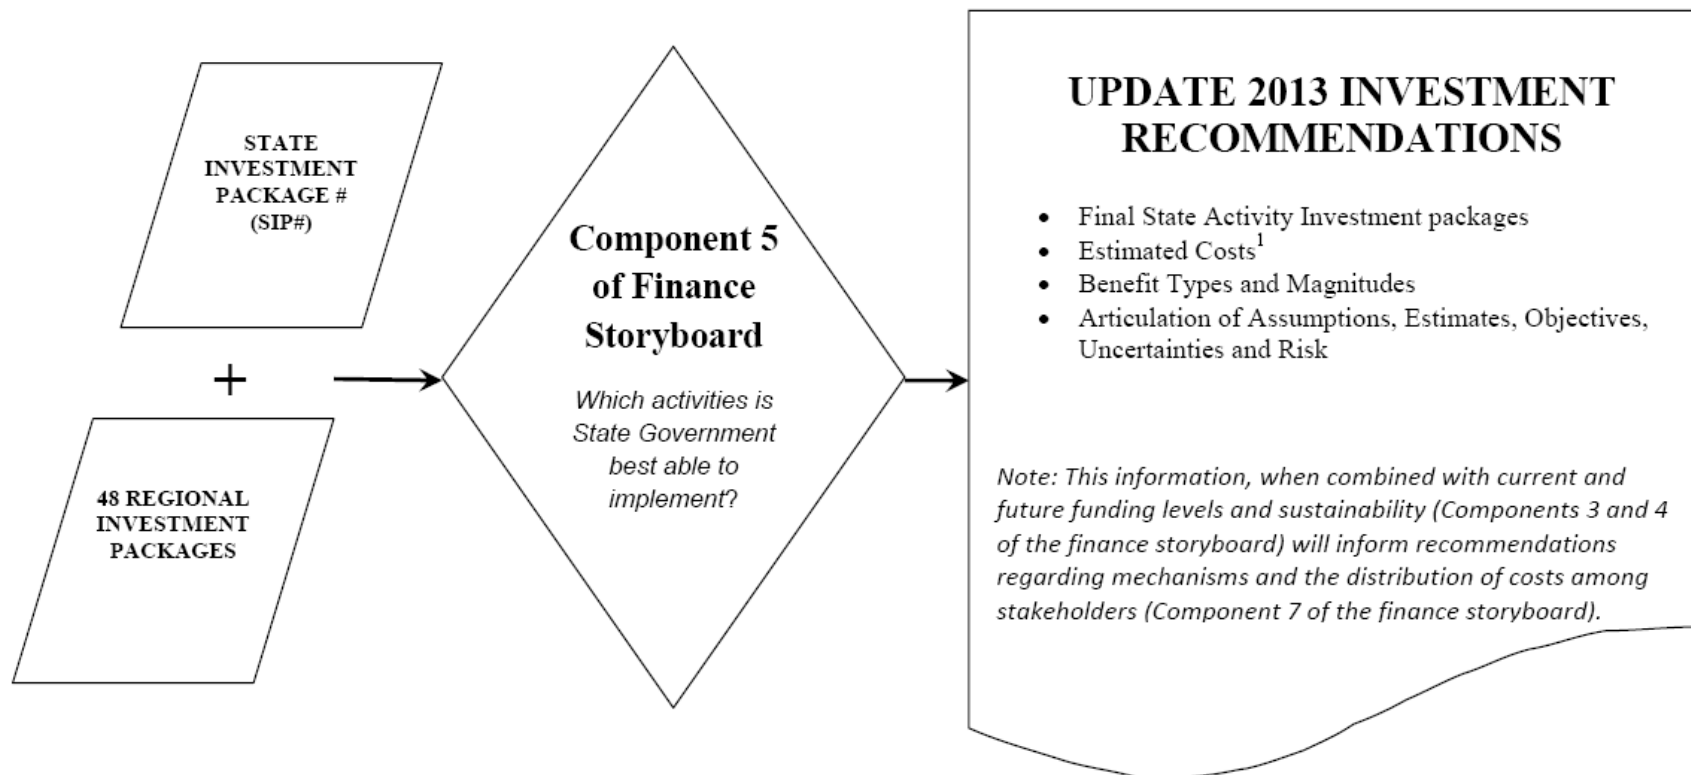 STATE
INVESTMENT
PACKAGE #
(SIP#)
+
48 REGIONAL
INVESTMENT
PACKAGES
Component 5
of Finance
Storyboard
Which activities is
State Government
best able to
implement?
UPDATE 2013 INVESTMENT
RECOMMENDATIONS
• Final State Activity Investment packages
• Estimated Costs¹
• Benefit Types and Magnitudes
• Articulation of Assumptions, Estimates, Objectives,
Uncertainties and Risk
Note: This information, when combined with current and
future funding levels and sustainability (Components 3 and 4
of the finance storyboard) will inform recommendations
regarding mechanisms and the distribution of costs among
stakeholders (Component 7 of the finance storyboard).